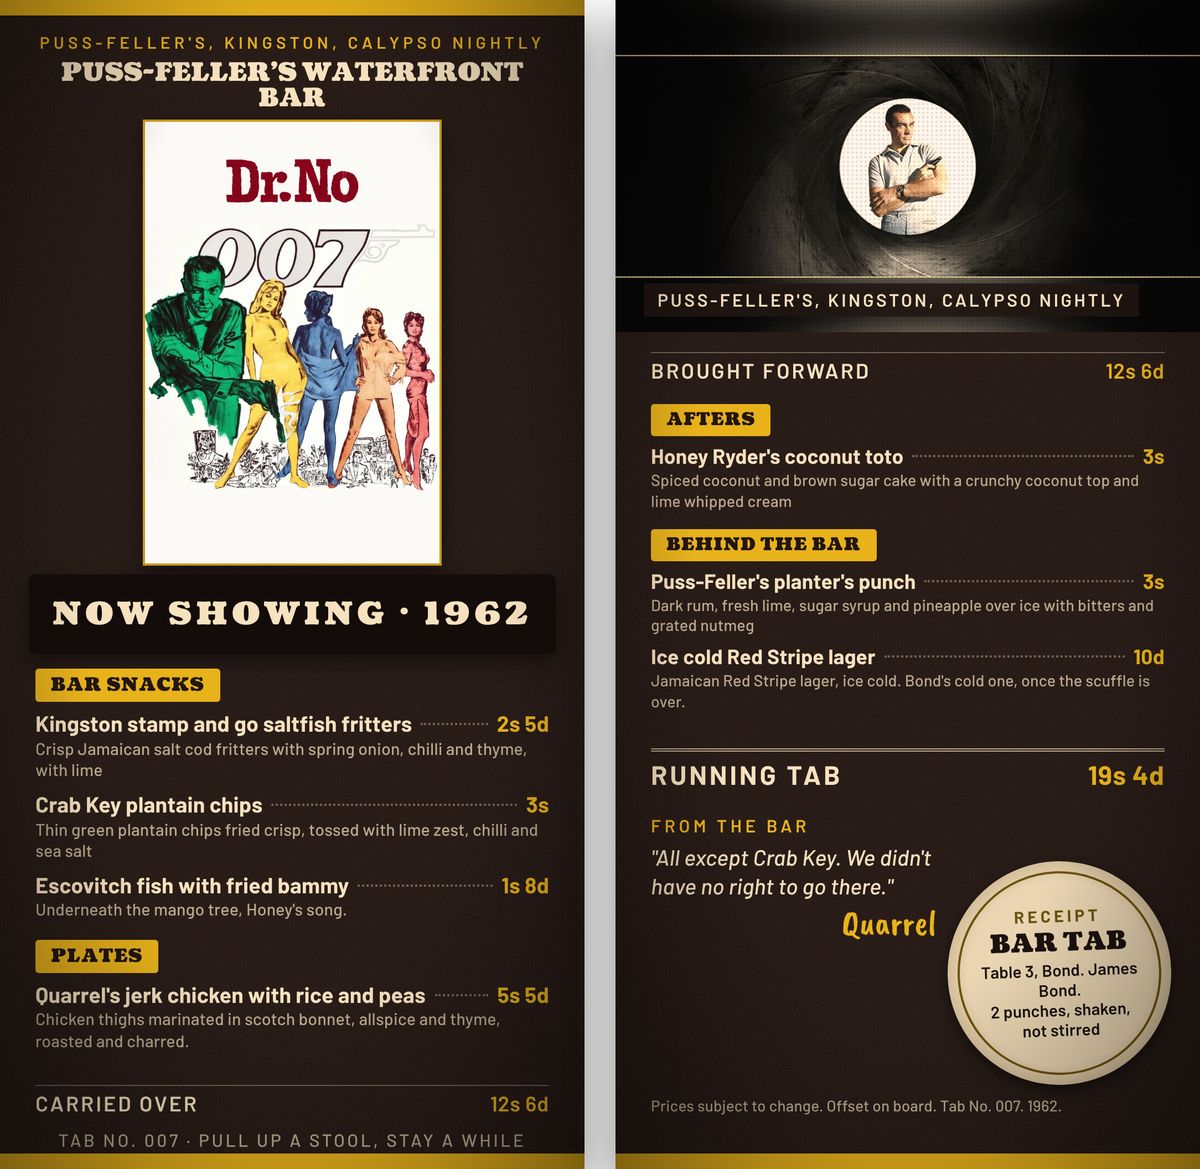 PUSS-FELLER'S, KINGSTON, CALYPSO NIGHTLY
PUSS-FELLER'S WATERFRONT
BAR
Dr. No
007
NOW SHOWING · 1962
BAR SNACKS
Kingston stamp and go saltfish fritters 2s 5d
Crisp Jamaican salt cod fritters with spring onion, chilli and thyme,
with lime
Crab Key plantain chips 3s
Thin green plantain chips fried crisp, tossed with lime zest, chilli and
sea salt
Escovitch fish with fried bammy 1s 8d
Underneath the mango tree, Honey's song.
PLATES
Quarrel's jerk chicken with rice and peas 5s 5d
Chicken thighs marinated in scotch bonnet, allspice and thyme,
roasted and charred.
CARRIED OVER 12s 6d
TAB NO. 007 · PULL UP A STOOL, STAY A WHILE
PUSS-FELLER'S, KINGSTON, CALYPSO NIGHTLY
BROUGHT FORWARD 12s 6d
AFTERS
Honey Ryder's coconut toto 3s
Spiced coconut and brown sugar cake with a crunchy coconut top and
lime whipped cream
BEHIND THE BAR
Puss-Feller's planter's punch 3s
Dark rum, fresh lime, sugar syrup and pineapple over ice with bitters and
grated nutmeg
Ice cold Red Stripe lager 10d
Jamaican Red Stripe lager, ice cold. Bond's cold one, once the scuffle is
over.
RUNNING TAB 19s 4d
FROM THE BAR
"All except Crab Key. We didn't
have no right to go there."
Quarrel
RECEIPT
BAR TAB
Table 3, Bond. James
Bond.
2 punches, shaken,
not stirred
Prices subject to change. Offset on board. Tab No. 007. 1962.